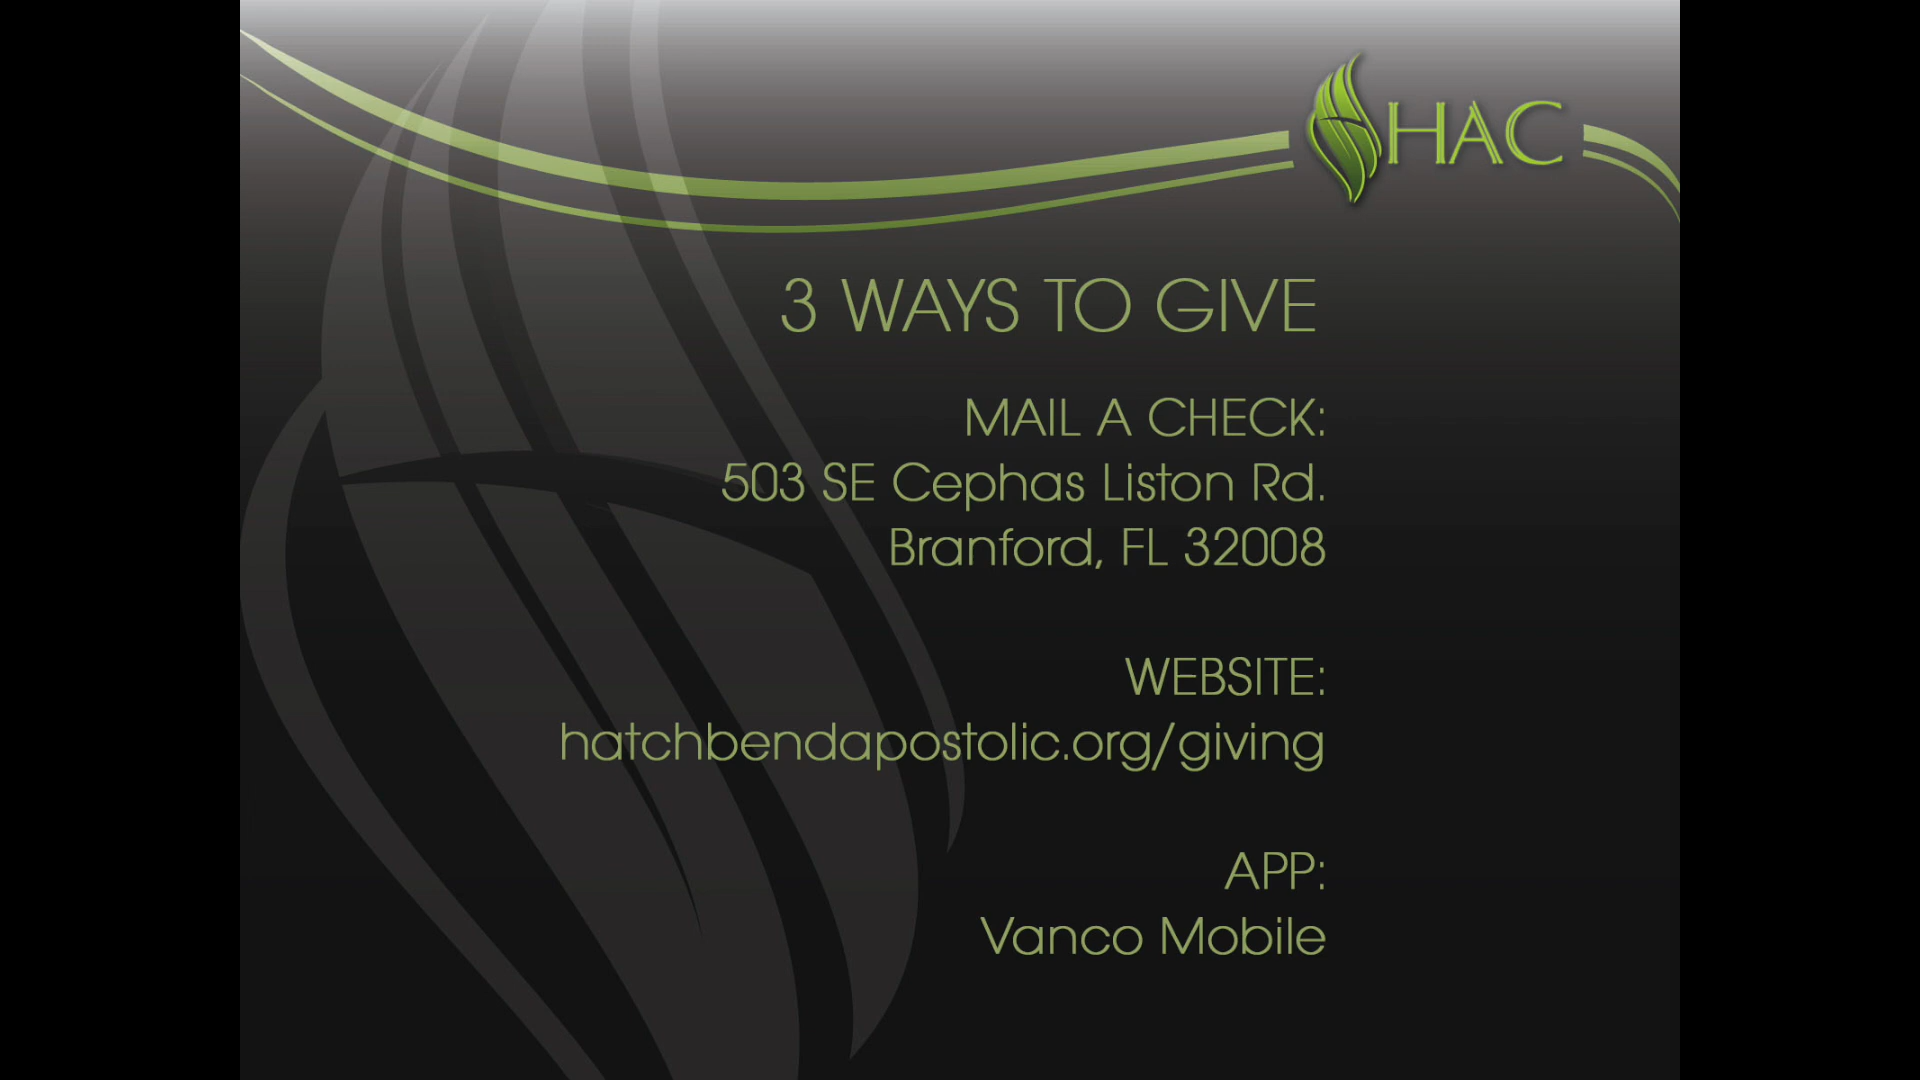 HAC
3 WAYS TO GIVE
MAIL A CHECK:
503 SE Cephas Liston Rd.
Branford, FL 32008
WEBSITE:
hatchbendapostolic.org/giving
APP:
Vanco Mobile